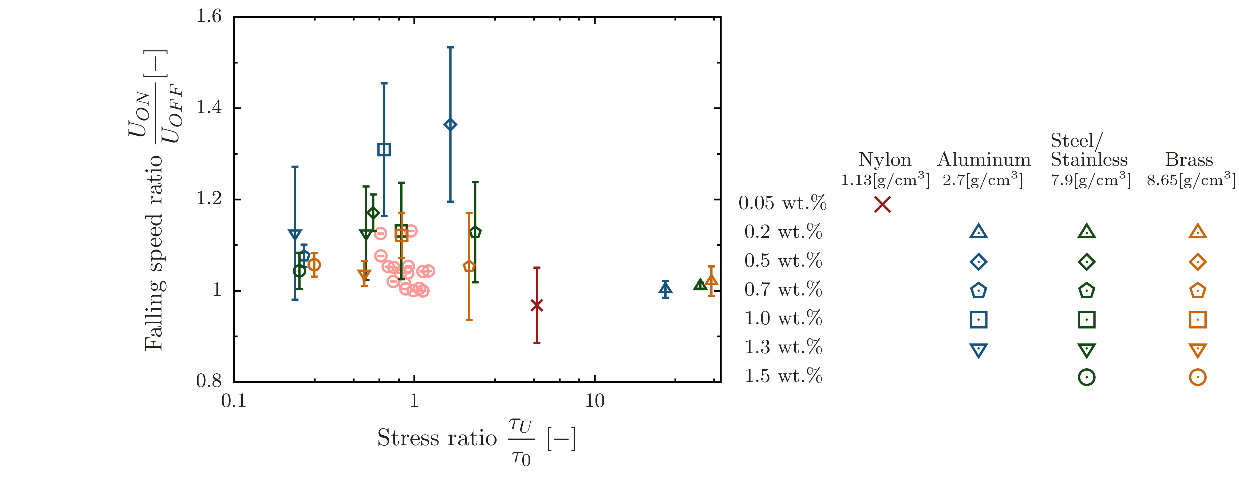 1.6
1.4
1.2
1
0.8
0.1
1
10
Falling speed ratio U_ON/U_OFF [−]
Stress ratio τ_U/τ_0 [−]
Nylon
1.13[g/cm³]
Aluminum
2.7[g/cm³]
Steel/
Stainless
7.9[g/cm³]
Brass
8.65[g/cm³]
0.05 wt.%
0.2 wt.%
0.5 wt.%
0.7 wt.%
1.0 wt.%
1.3 wt.%
1.5 wt.%